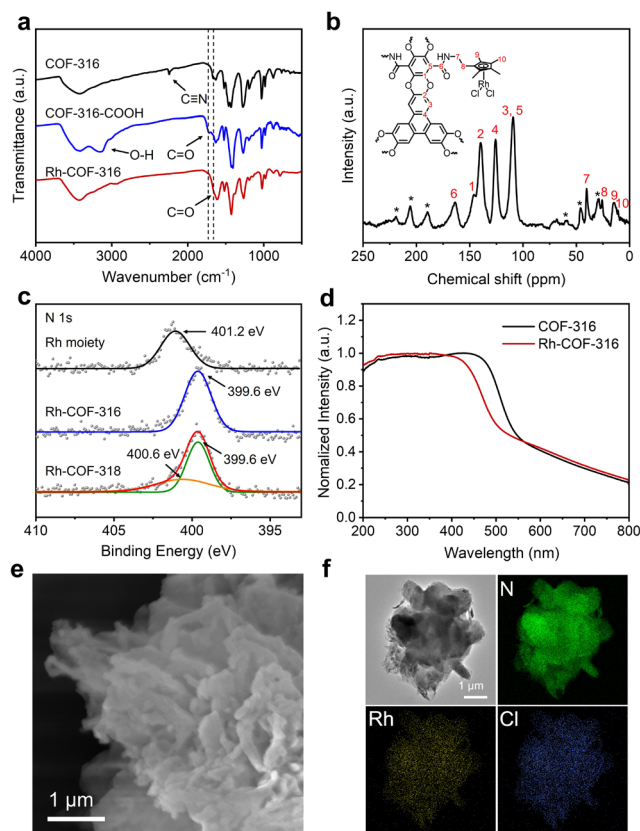 a
Transmittance (a.u.)
COF-316
C≡N
COF-316-COOH
O-H
C=O
Rh-COF-316
C=O
4000 3000 2000 1000
Wavenumber (cm⁻¹)
b
Intensity (a.u.)
1
2
3
4
5
6
7
8
9
10
Rh
Cl Cl
NH
O
HN
O
O
O
O
O
O
O
O
O
6 1 2 4 3, 5 7 8 9 10
* * * * * *
250 200 150 100 50 0
Chemical shift (ppm)
c
N 1s
Rh moiety
401.2 eV
Rh-COF-316
399.6 eV
Rh-COF-318
400.6 eV
399.6 eV
410 405 400 395
Binding Energy (eV)
d
Nomalized Intensity (a.u.)
COF-316
Rh-COF-316
1.2
1.0
0.8
0.6
0.4
0.2
0.0
200 300 400 500 600 700 800
Wavelength (nm)
e
1 μm
f
1 μm
N
Rh
Cl